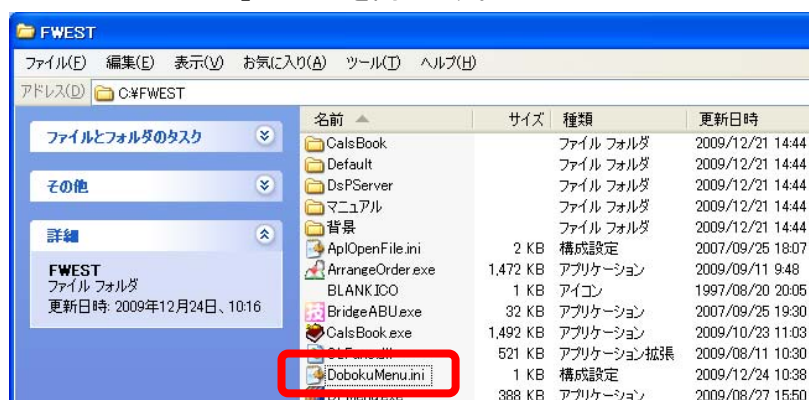 FWEST
ファイル(F) 編集(E) 表示(V) お気に入り(A) ツール(T) ヘルプ(H)
アドレス(D) C:¥FWEST
ファイルとフォルダのタスク
その他
詳細
FWEST
ファイル フォルダ
更新日時: 2009年12月24日、10:16
名前 サイズ 種類 更新日時
CalsBook ファイル フォルダ 2009/12/21 14:44
Default ファイル フォルダ 2009/12/21 14:44
DsPServer ファイル フォルダ 2009/12/21 14:44
マニュアル ファイル フォルダ 2009/12/21 14:44
背景 ファイル フォルダ 2009/12/21 14:44
AplOpenFile.ini 2 KB 構成設定 2007/09/25 18:07
ArrangeOrder.exe 1,472 KB アプリケーション 2009/09/11 9:48
BLANK.ICO 1 KB アイコン 1997/08/20 20:05
BridgeABU.exe 32 KB アプリケーション 2007/09/25 19:30
CalsBook.exe 1,492 KB アプリケーション 2009/10/23 11:03
521 KB アプリケーション拡張 2009/08/11 10:30
DobokuMenu.ini 1 KB 構成設定 2009/12/24 10:38
388 KB アプリケーション 2009/08/27 15:50